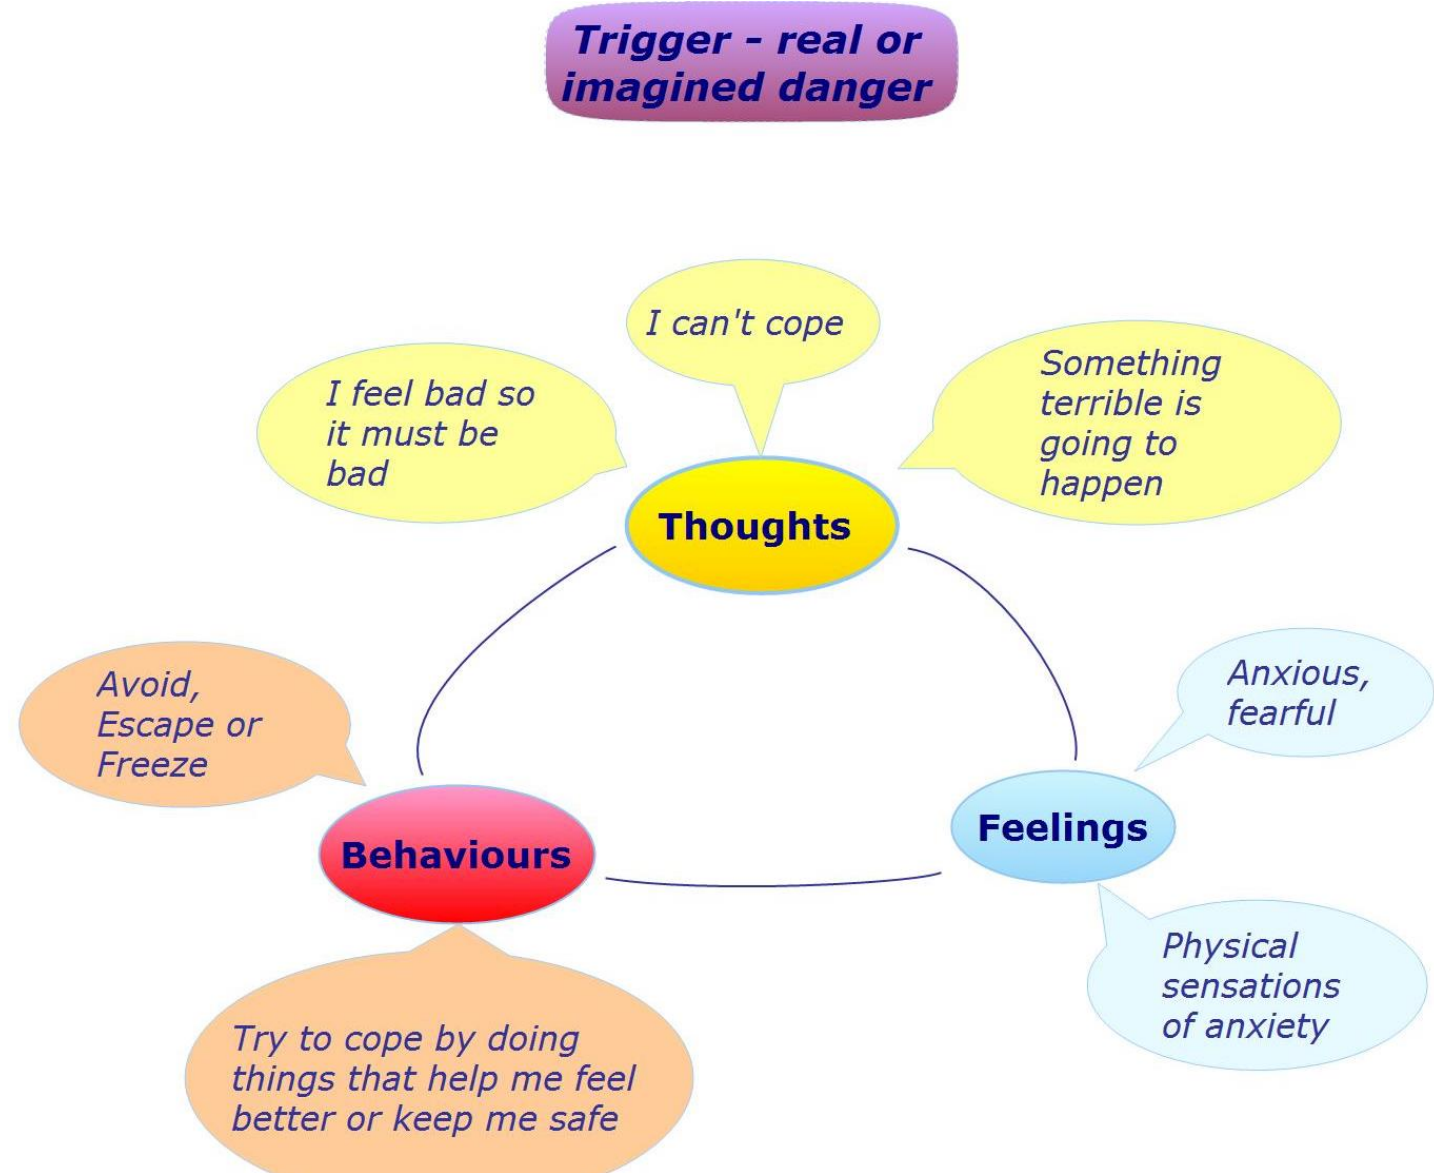 Trigger - real or
imagined danger
I can't cope
I feel bad so
it must be
bad
Something
terrible is
going to
happen
Thoughts
Avoid,
Escape or
Freeze
Anxious,
fearful
Behaviours
Feelings
Physical
sensations
of anxiety
Try to cope by doing
things that help me feel
better or keep me safe